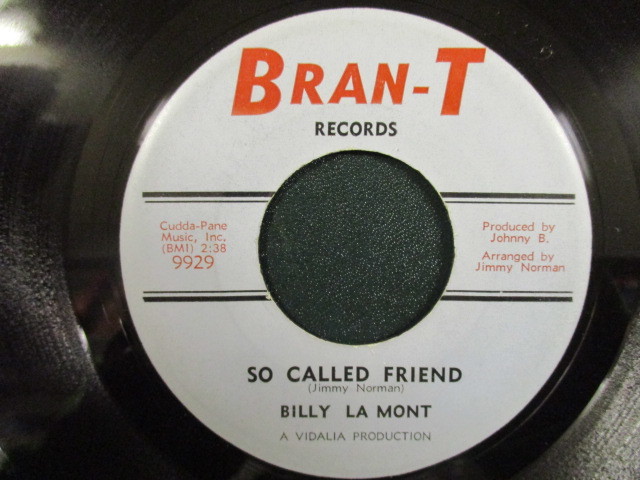 BRAN-T
RECORDS
Cudda-Pane
Music, Inc.
(BMI) 2:38
9929
Produced by
Johnny B.
Arranged by
Jimmy Norman
SO CALLED FRIEND
(Jimmy Norman)
BILLY LA MONT
A VIDALIA PRODUCTION